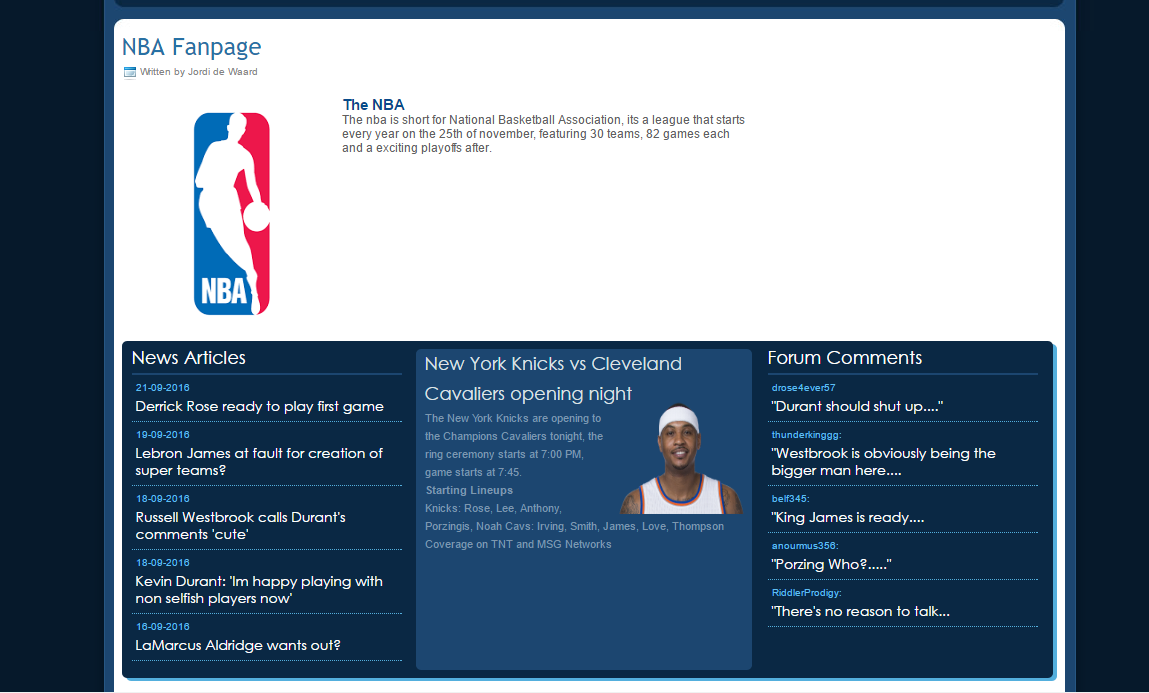 NBA Fanpage
Written by Jordi de Waard
NBA
The NBA
The nba is short for National Basketball Association, its a league that starts
every year on the 25th of november, featuring 30 teams, 82 games each
and a exciting playoffs after.
News Articles
21-09-2016
Derrick Rose ready to play first game
19-09-2016
Lebron James at fault for creation of
super teams?
18-09-2016
Russell Westbrook calls Durant's
comments 'cute'
18-09-2016
Kevin Durant: 'Im happy playing with
non selfish players now'
16-09-2016
LaMarcus Aldridge wants out?
New York Knicks vs Cleveland
Cavaliers opening night
The New York Knicks are opening to
the Champions Cavaliers tonight, the
ring ceremony starts at 7:00 PM,
game starts at 7:45.
Starting Lineups
Knicks: Rose, Lee, Anthony,
Porzingis, Noah Cavs: Irving, Smith, James, Love, Thompson
Coverage on TNT and MSG Networks
Forum Comments
drose4ever57
"Durant should shut up...."
thunderkinggg:
"Westbrook is obviously being the
bigger man here....
belf345:
"King James is ready....
anourmus356:
"Porzing Who?....."
RiddlerProdigy:
"There's no reason to talk...